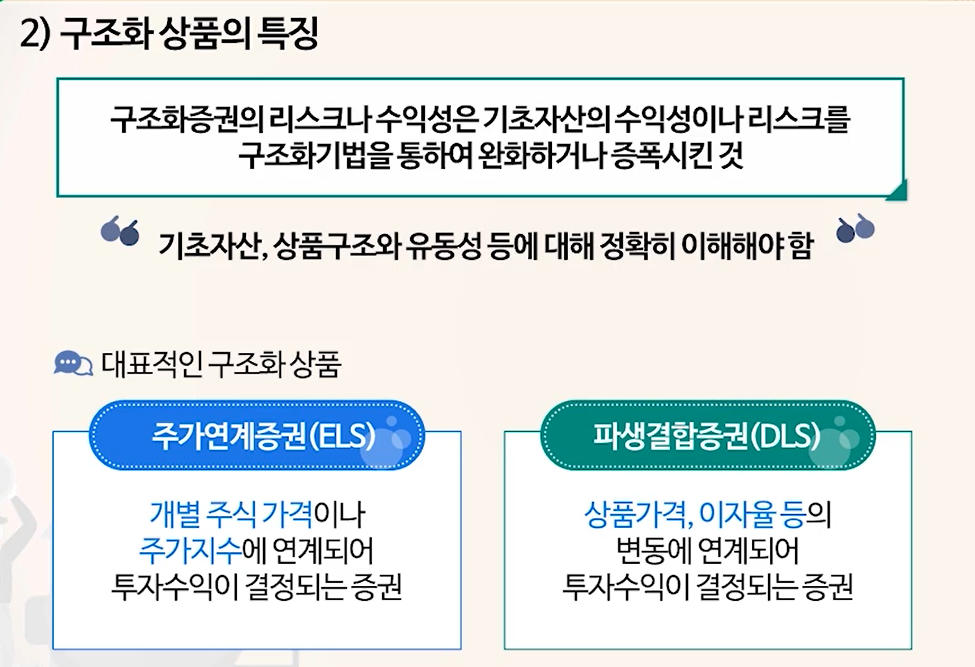 2) 구조화 상품의 특징
구조화증권의 리스크나 수익성은 기초자산의 수익성이나 리스크를
구조화기법을 통하여 완화하거나 증폭시킨 것
기초자산, 상품구조와 유동성 등에 대해 정확히 이해해야 함
대표적인 구조화 상품
주가연계증권(ELS)
개별 주식 가격이나
주가지수에 연계되어
투자수익이 결정되는 증권
파생결합증권(DLS)
상품가격, 이자율 등의
변동에 연계되어
투자수익이 결정되는 증권